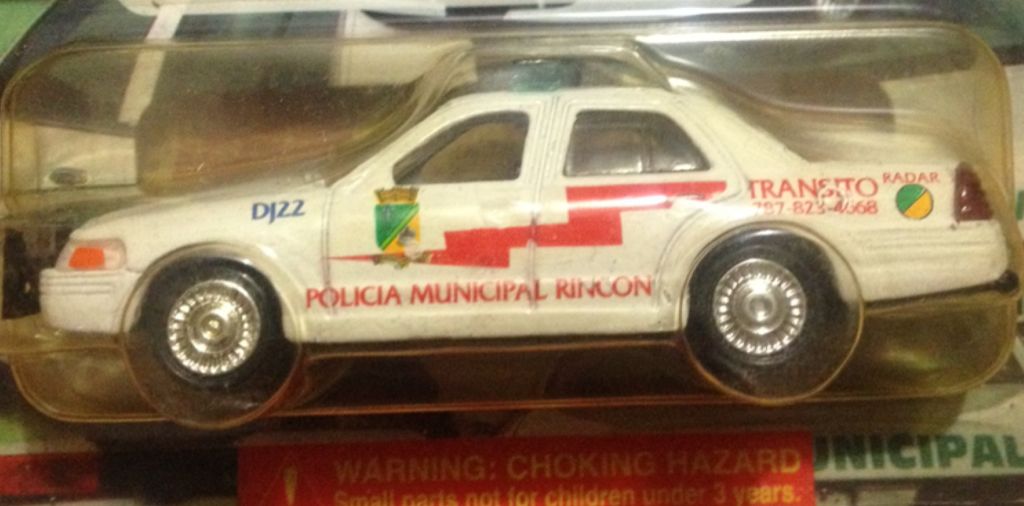 DJ22
TRANSITO
RADAR
787-823-4668
POLICIA MUNICIPAL RINCON
WARNING: CHOKING HAZARD
Small parts not for children under 3 years.
UNICIPAL